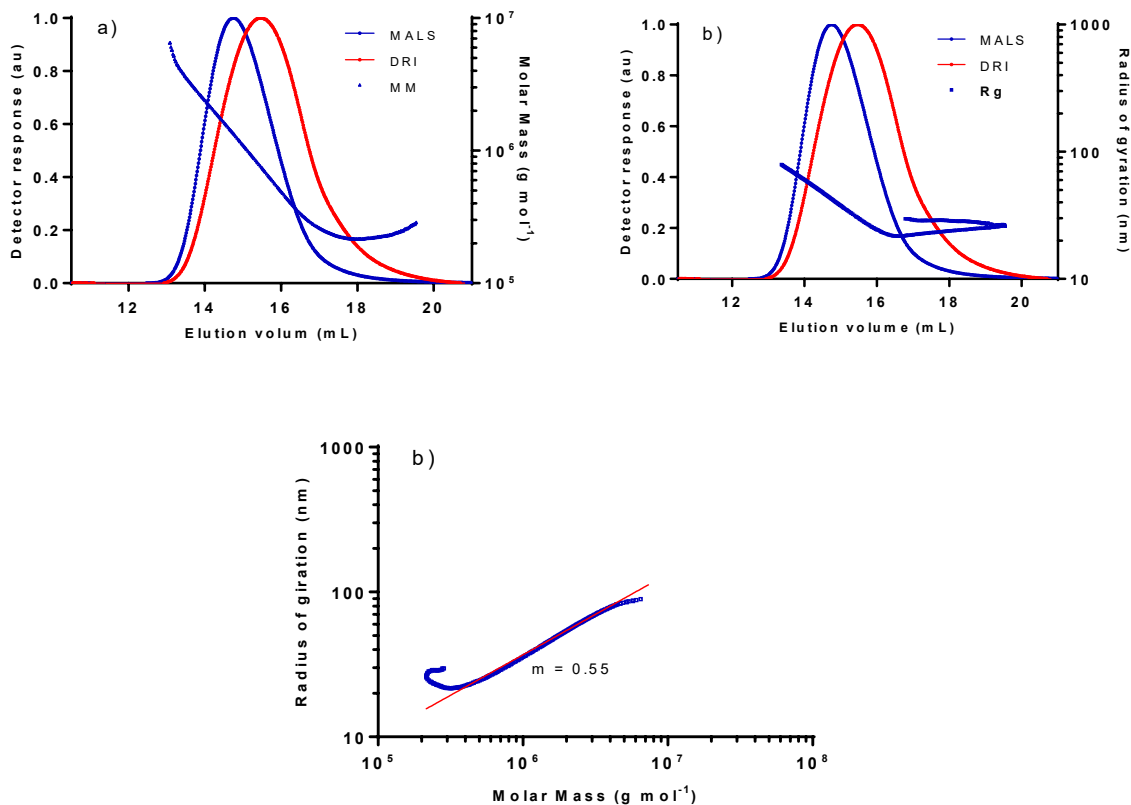 a)
MALS
DRI
MM
1.0
0.8
0.6
0.4
0.2
0.0
Detector response (au)
10⁷
10⁶
10⁵
Molar Mass (g mol⁻¹)
12 14 16 18 20
Elution volum (mL)
b)
MALS
DRI
Rg
1.0
0.8
0.6
0.4
0.2
0.0
Detector response (au)
1000
100
10
Radius of gyration (nm)
12 14 16 18 20
Elution volume (mL)
b)
1000
100
10
Radius of giration (nm)
m = 0.55
10⁵ 10⁶ 10⁷ 10⁸
Molar Mass (g mol⁻¹)